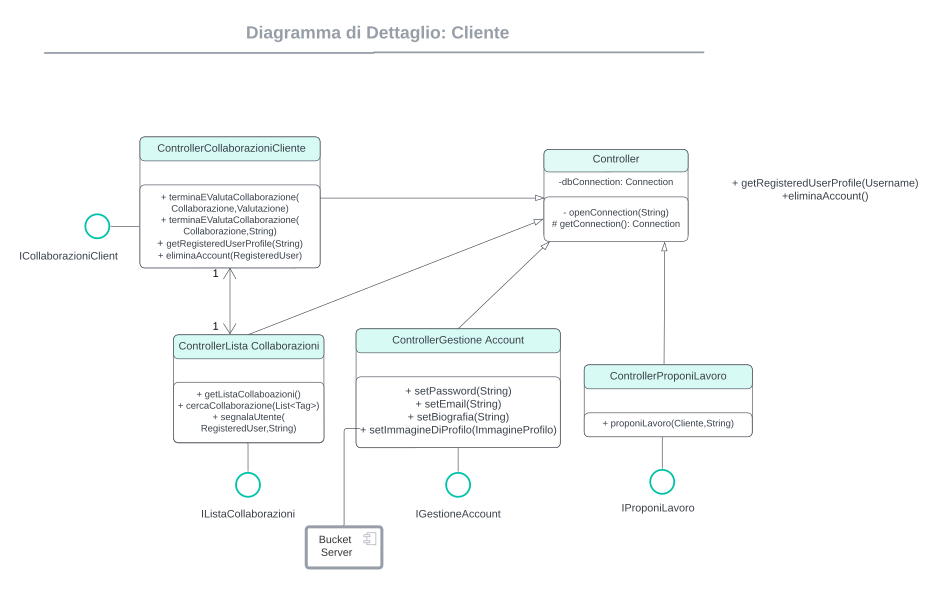 Diagramma di Dettaglio: Cliente
ControllerCollaborazioniCliente
+ terminaEValutaCollaborazione(
Collaborazione,Valutazione)
+ terminaEValutaCollaborazione(
Collaborazione,String)
+ getRegisteredUserProfile(String)
+ eliminaAccount(RegisteredUser)
ICollaborazioniClient
Controller
-dbConnection: Connection
- openConnection(String)
# getConnection(): Connection
+ getRegisteredUserProfile(Username)
+eliminaAccount()
1
1
ControllerLista Collaborazioni
+ getListaCollaboazioni()
+ cercaCollaborazione(List<Tag>)
+ segnalaUtente(
RegisteredUser,String)
IListaCollaborazioni
ControllerGestione Account
+ setPassword(String)
+ setEmail(String)
+ setBiografia(String)
+ setImmagineDiProfilo(ImmagineProfilo)
IGestioneAccount
ControllerProponiLavoro
+ proponiLavoro(Cliente,String)
IProponiLavoro
Bucket
Server